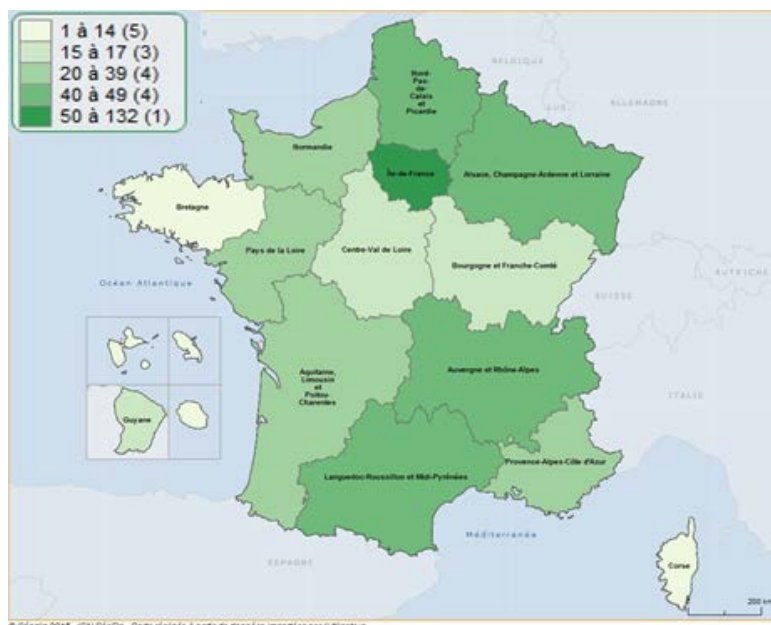 1 à 14 (5)
15 à 17 (3)
20 à 39 (4)
40 à 49 (4)
50 à 132 (1)
BELGIQUE
LUX.
ALLEMAGNE
Nord-
Pas-
de-
Calais
et
Picardie
Normandie
Île-de-France
Alsace, Champagne-Ardenne et Lorraine
Bretagne
Pays de la Loire
Centre-Val de Loire
Bourgogne et Franche-Comté
AUTRICHE
SUISSE
Océan Atlantique
Aquitaine,
Limousin
et
Poitou-
Charentes
Auvergne et Rhône-Alpes
ITALIE
Guyane
Languedoc-Roussillon et Midi-Pyrénées
Provence-Alpes-Côte d'Azur
Méditerranée
ESPAGNE
Corse
200 km